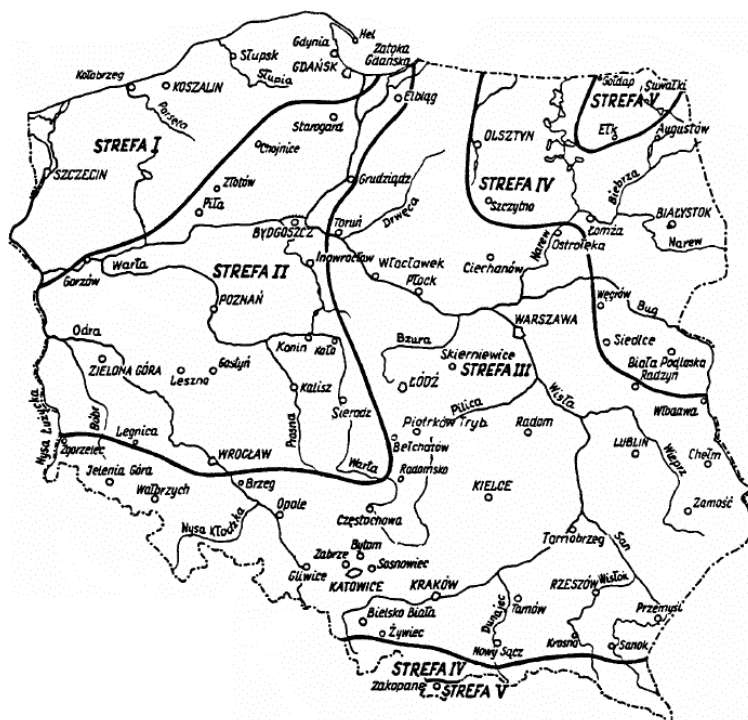 Hel
Gdynia
Zatoka
Gdańska
Słupsk
GDAŃSK
Słupia
Kołobrzeg
KOSZALIN
Parsęta
Elbląg
Starogard
STREFA I
Chojnice
SZCZECIN
Złotów
Piła
Grudziądz
Gołdap
Suwałki
STREFA V
Ełk
Augustów
OLSZTYN
STREFA IV
Szczytno
Biebrza
BIAŁYSTOK
Łomża
Narew
Ostrołęka
Narew
Drwęca
BYDGOSZCZ
Toruń
Inowrocław
Włocławek
Płock
Ciechanów
Gorzów
Warta
STREFA II
POZNAŃ
Węgrów
Bug
WARSZAWA
Siedlce
Biała Podlaska
Radzyn
Odra
Bzura
Skierniewice
STREFA III
ŁÓDŹ
Konin
Koło
ZIELONA GÓRA
Leszno
Gostyń
Kalisz
Sieradz
Prosna
Pilica
Wisła
Piotrków Tryb.
Radom
Nysa Łużycka
Bóbr
Zgorzelec
Legnica
WROCŁAW
Warta
Bełchatów
Radomsko
LUBLIN
Wieprz
Chełm
Zamość
Jelenia Góra
Wałbrzych
Brzeg
Opole
KIELCE
Nysa Kłodzka
Częstochowa
Tarnobrzeg
San
Bytom
Zabrze
Sosnowiec
Gliwice
KATOWICE
KRAKÓW
RZESZÓW
Wisłok
Przemyśl
Bielsko Biała
Dunajec
Żywiec
Nowy Sącz
Krosno
Sanok
STREFA IV
Zakopane
STREFA V